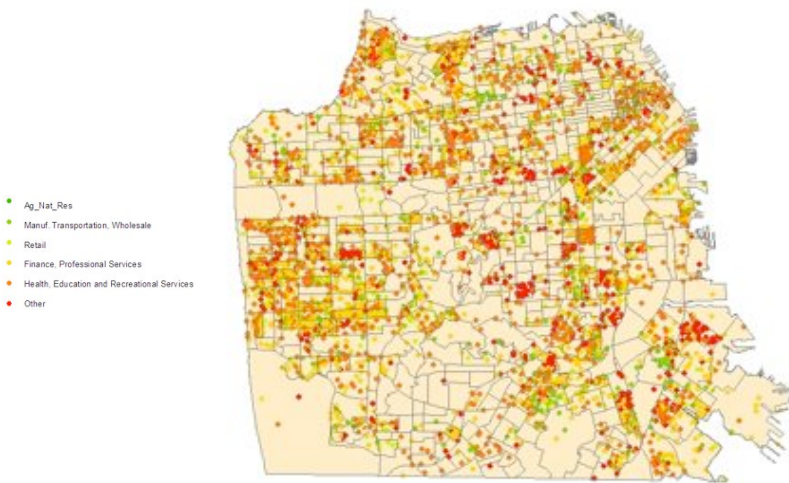 Ag_Nat_Res
Manuf. Transportation, Wholesale
Retail
Finance, Professional Services
Health, Education and Recreational Services
Other